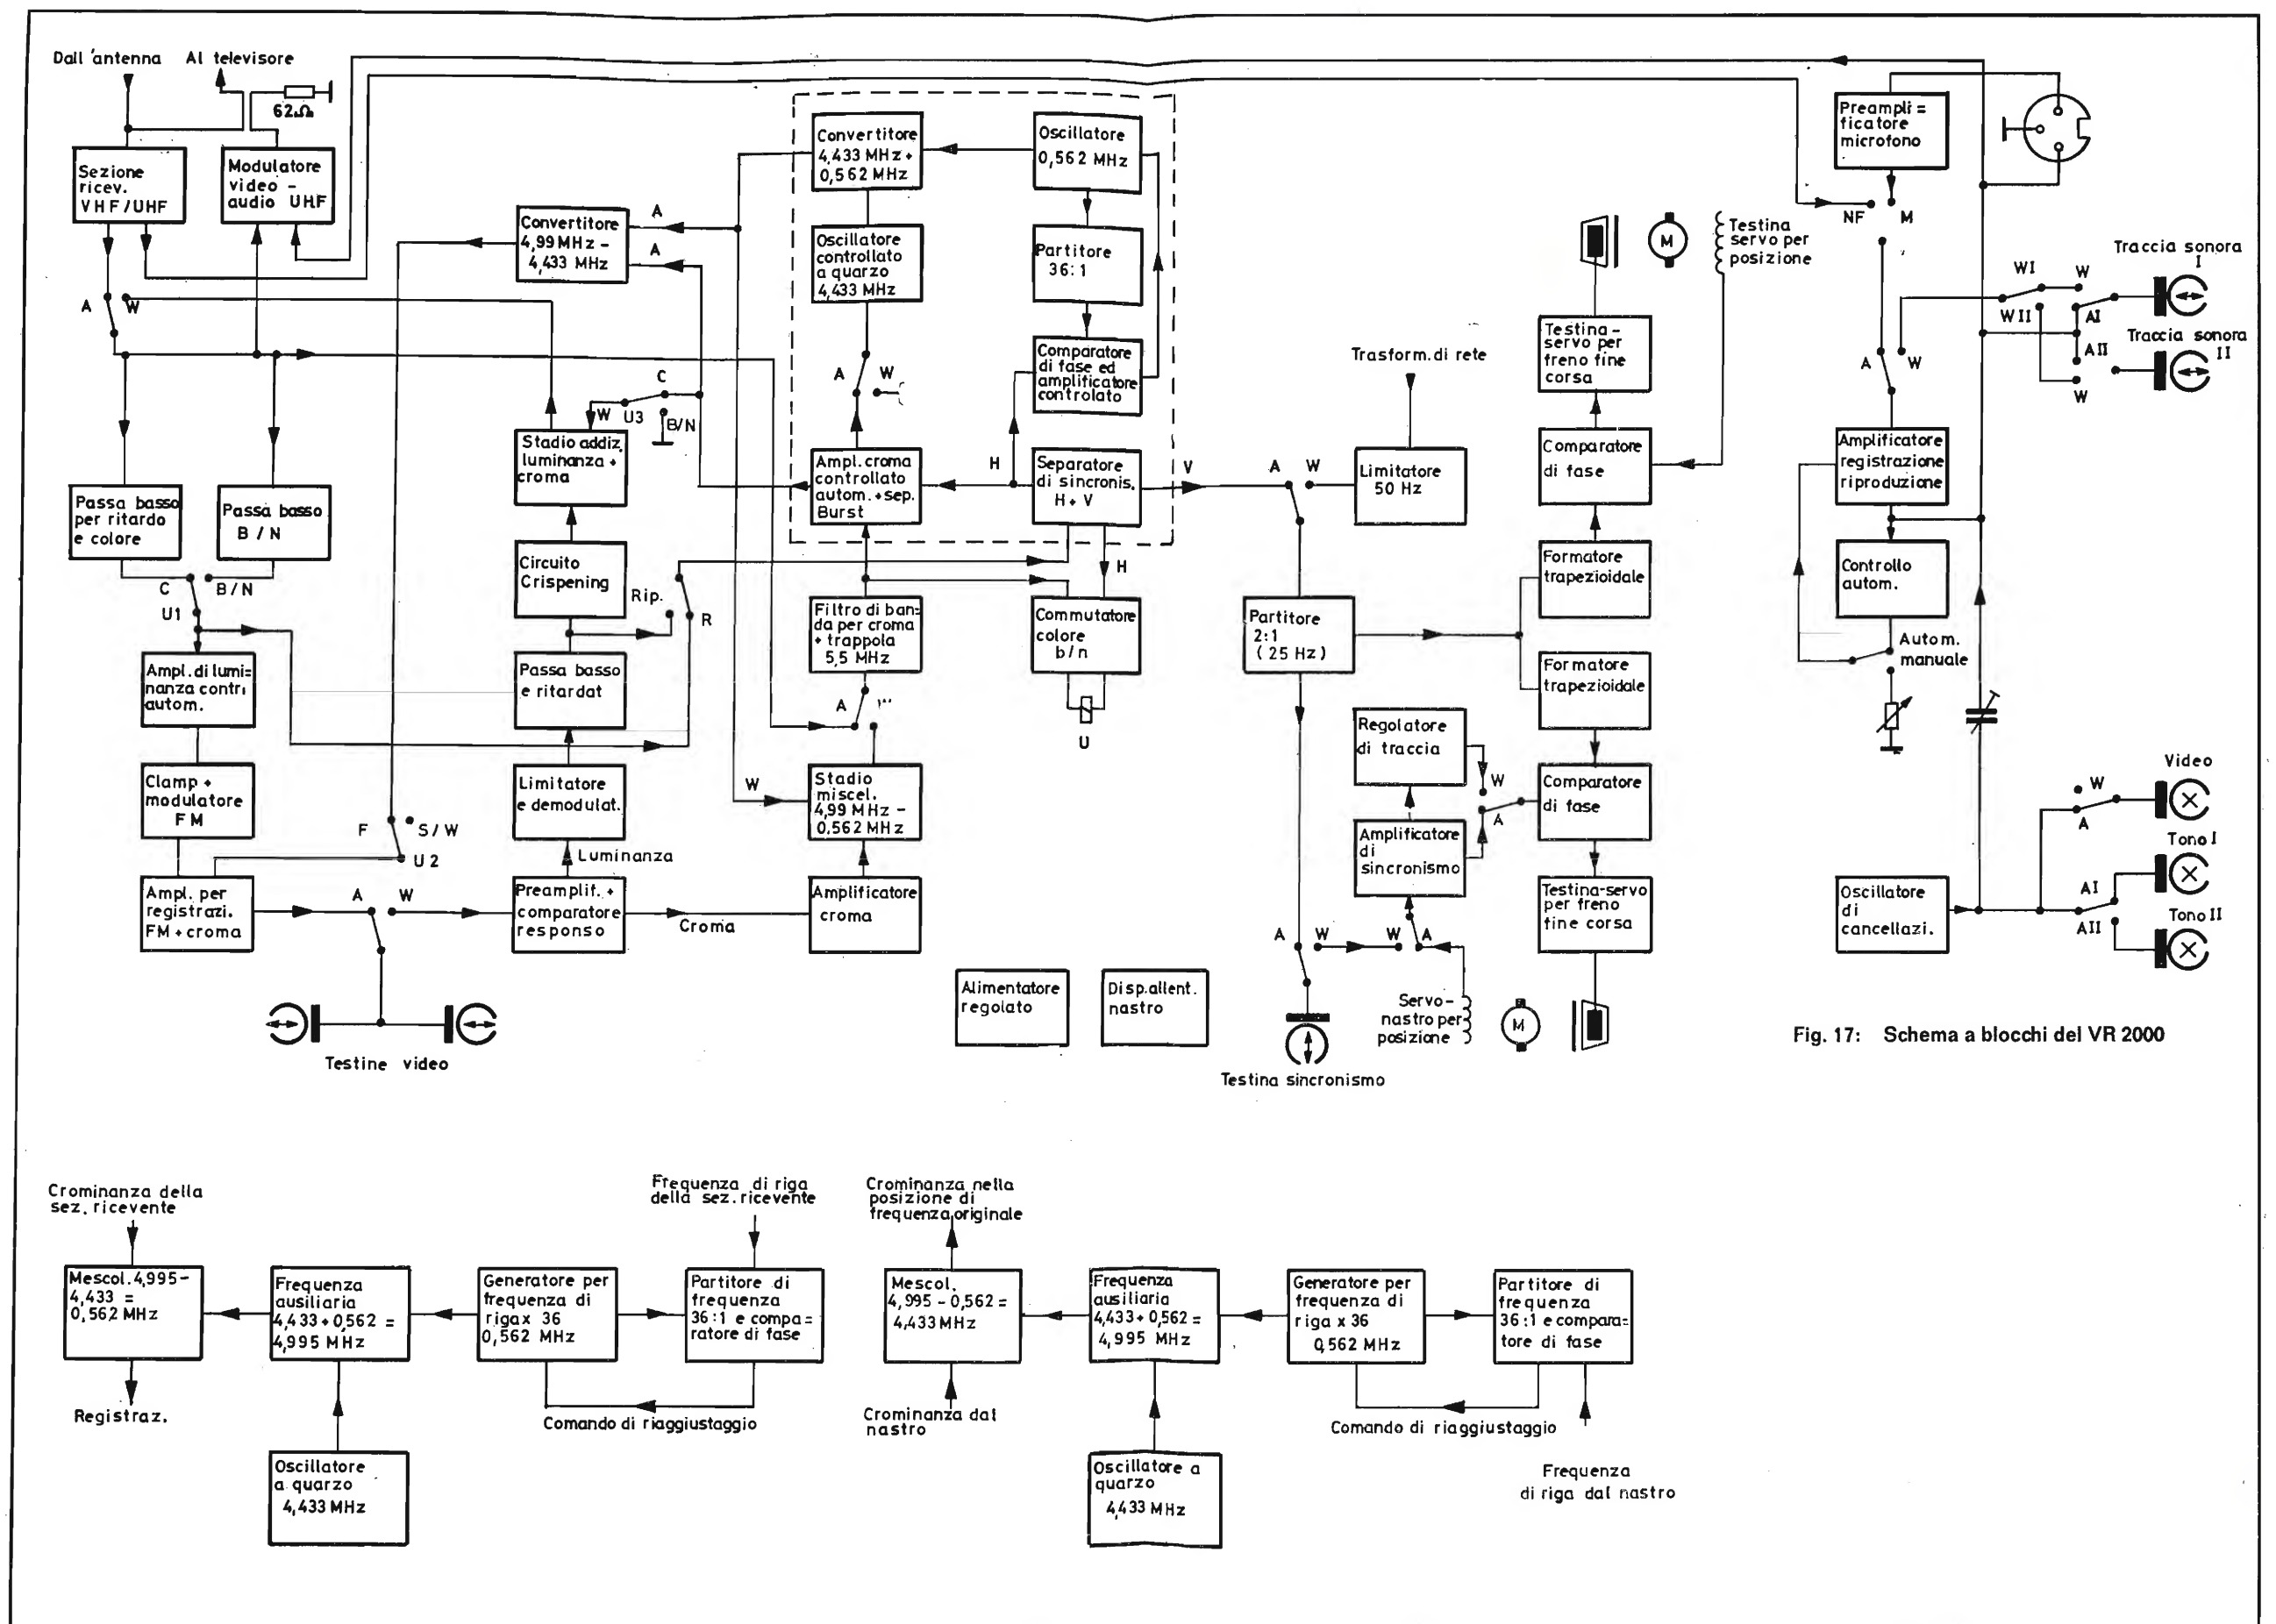 Dall'antenna
Al televisore
62Ω
Sezione
ricev.
VHF/UHF
Modulatore
video -
audio UHF
A
W
Passa basso
per ritardo
e colore
Passa basso
B / N
C
B/N
U1
Ampl. di lumi=
nanza contr.
autom.
Clamp +
modulatore
FM
Ampl. per
registrazi.
FM + croma
F
S/W
U2
A
W
Testine video
Convertitore
4,99 MHz -
4,433 MHz
A
A
C
W
U3
B/N
Stadio addiz.
luminanza +
croma
Circuito
Crispening
Rip.
R
Passa basso
e ritardat
Limitatore
e demodulat.
Luminanza
Preamplif. +
comparatore
responso
Croma
Convertitore
4,433 MHz +
0,562 MHz
Oscillatore
0,562 MHz
Oscillatore
controllato
a quarzo
4,433 MHz
Partitore
36:1
A
W
Comparatore
di fase ed
amplificatore
controlato
Ampl. croma
controllato
autom. + sep.
Burst
H
Separatore
di sincronis.
H + V
V
H
Filtro di ban=
da per croma
+ trappola
5,5 MHz
Commutatore
colore
b/n
U
A
W
Stadio
miscel.
4,99 MHz -
0,562 MHz
Amplificatore
croma
Alimentatore
regolato
Disp. allent.
nastro
Trasform. di rete
A
W
Limitatore
50 Hz
Partitore
2:1
( 25 Hz )
Regolatore
di traccia
W
A
Amplificatore
di
sincronismo
A
W
W
A
Servo-
nastro per
posizione
M
Testina sincronismo
M
Testina
servo per
posizione
Testina-
servo per
freno fine
corsa
Comparatore
di fase
Formatore
trapezioidale
Formatore
trapezioidale
Comparatore
di fase
Testina-servo
per freno
fine corsa
Preampli=
ficatore
microfono
NF
M
A
W
WI
W
WII
AI
AII
W
Traccia sonora
I
Traccia sonora
II
Amplificatore
registrazione
riproduzione
Controllo
autom.
Autom.
manuale
Oscillatore
di
cancellazi.
W
A
AI
AII
Video
Tono I
Tono II
Fig. 17: Schema a blocchi del VR 2000
Crominanza della
sez. ricevente
Mescol. 4,995-
4,433 =
0,562 MHz
Registraz.
Frequenza
ausiliaria
4,433 + 0,562 =
4,995 MHz
Oscillatore
a quarzo
4,433 MHz
Generatore per
frequenza di
riga x 36
0,562 MHz
Frequenza di riga
della sez. ricevente
Partitore di
frequenza
36:1 e compa=
ratore di fase
Comando di riaggiustaggio
Crominanza nella
posizione di
frequenza originale
Mescol.
4,995 - 0,562 =
4,433 MHz
Crominanza dal
nastro
Frequenza
ausiliaria
4,433 + 0,562 =
4,995 MHz
Oscillatore a
quarzo
4,433 MHz
Generatore per
frequenza di
riga x 36
0,562 MHz
Partitore di
frequenza
36:1 e compara=
tore di fase
Comando di riaggiustaggio
Frequenza
di riga dal nastro